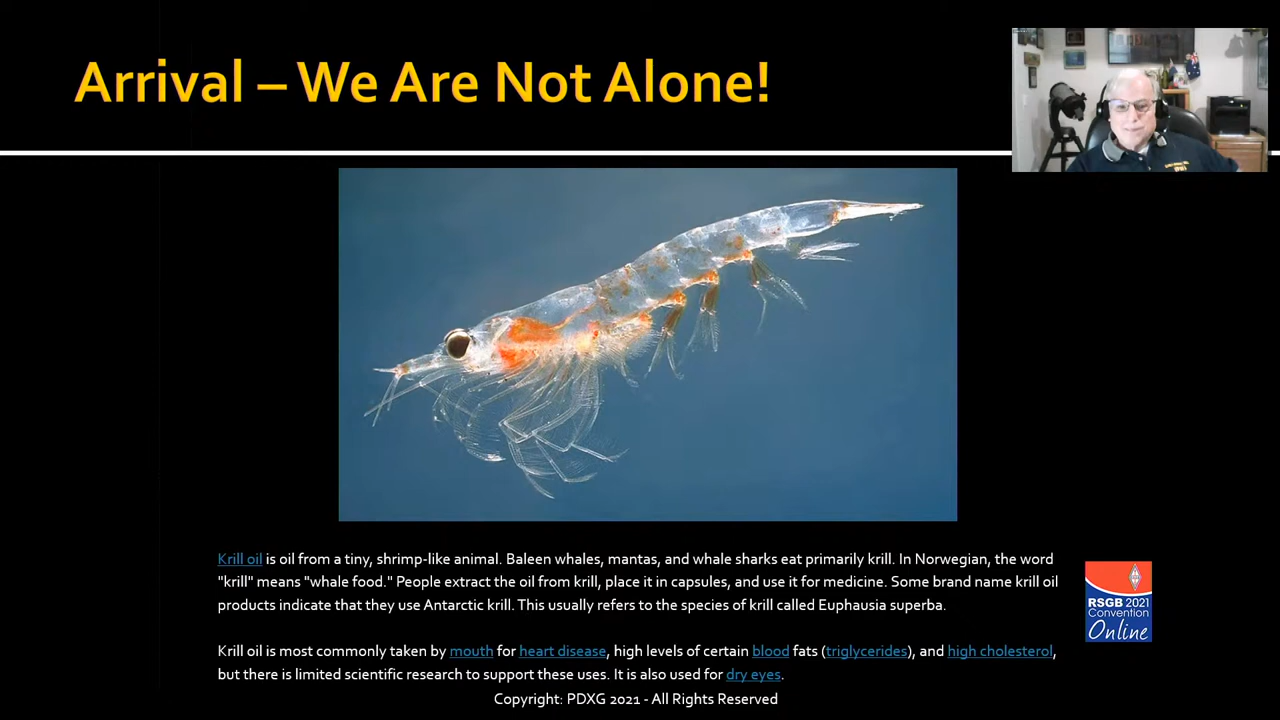 Arrival – We Are Not Alone!
Krill oil is oil from a tiny, shrimp-like animal. Baleen whales, mantas, and whale sharks eat primarily krill. In Norwegian, the word
"krill" means "whale food." People extract the oil from krill, place it in capsules, and use it for medicine. Some brand name krill oil
products indicate that they use Antarctic krill. This usually refers to the species of krill called Euphausia superba.
Krill oil is most commonly taken by mouth for heart disease, high levels of certain blood fats (triglycerides), and high cholesterol,
but there is limited scientific research to support these uses. It is also used for dry eyes.
Copyright: PDXG 2021 - All Rights Reserved
RSGB 2021
Convention
Online